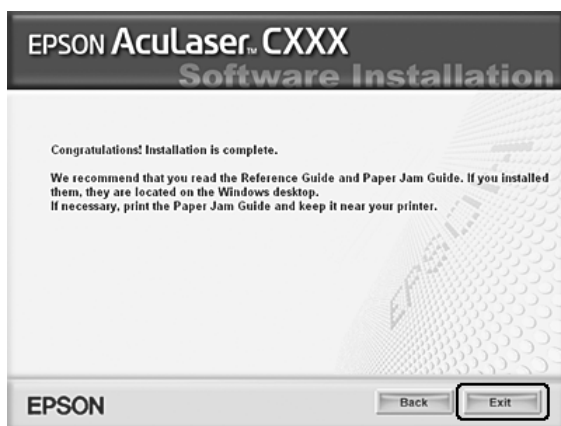 EPSON AcuLaser™ CXXX
Software Installation
Congratulations! Installation is complete.
We recommend that you read the Reference Guide and Paper Jam Guide. If you installed
them, they are located on the Windows desktop.
If necessary, print the Paper Jam Guide and keep it near your printer.
EPSON
EPSON
Back
Exit